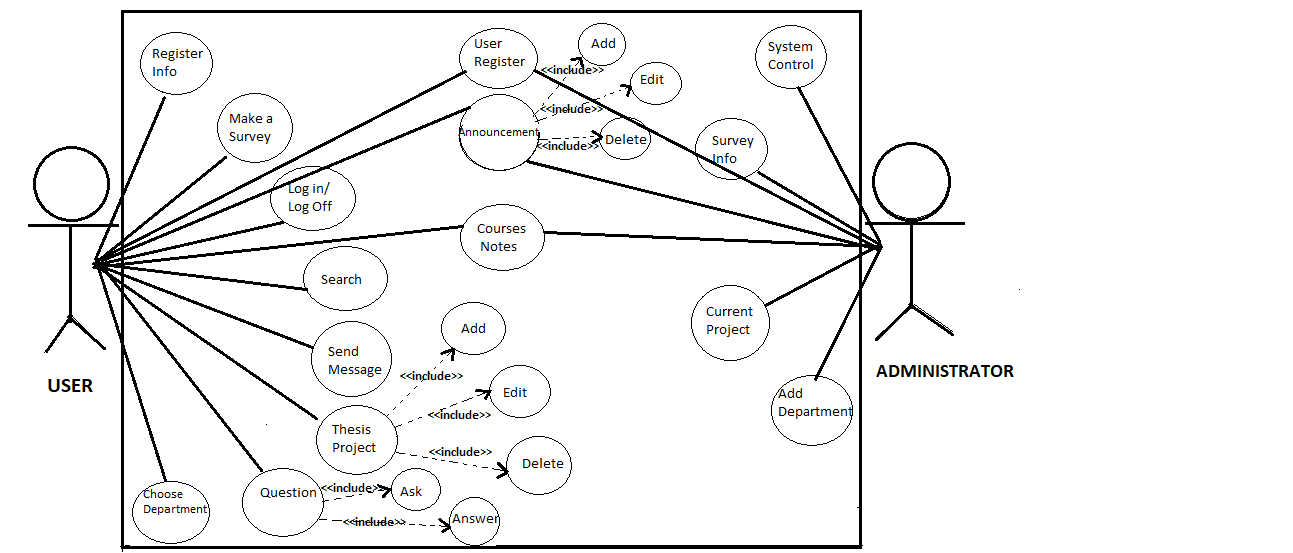 Register
Info
User
Register
Add
System
Control
<<include>>
Edit
Make a
Survey
<<include>>
Announcement
<<include>>
Delete
Survey
Info
Log in/
Log Off
Courses
Notes
Search
Current
Project
Add
Send
Message
USER
<<include>>
ADMINISTRATOR
Edit
<<include>>
Add
Department
Thesis
Project
<<include>>
Delete
Choose
Department
Question
<<include>>
Ask
<<include>>
Answer